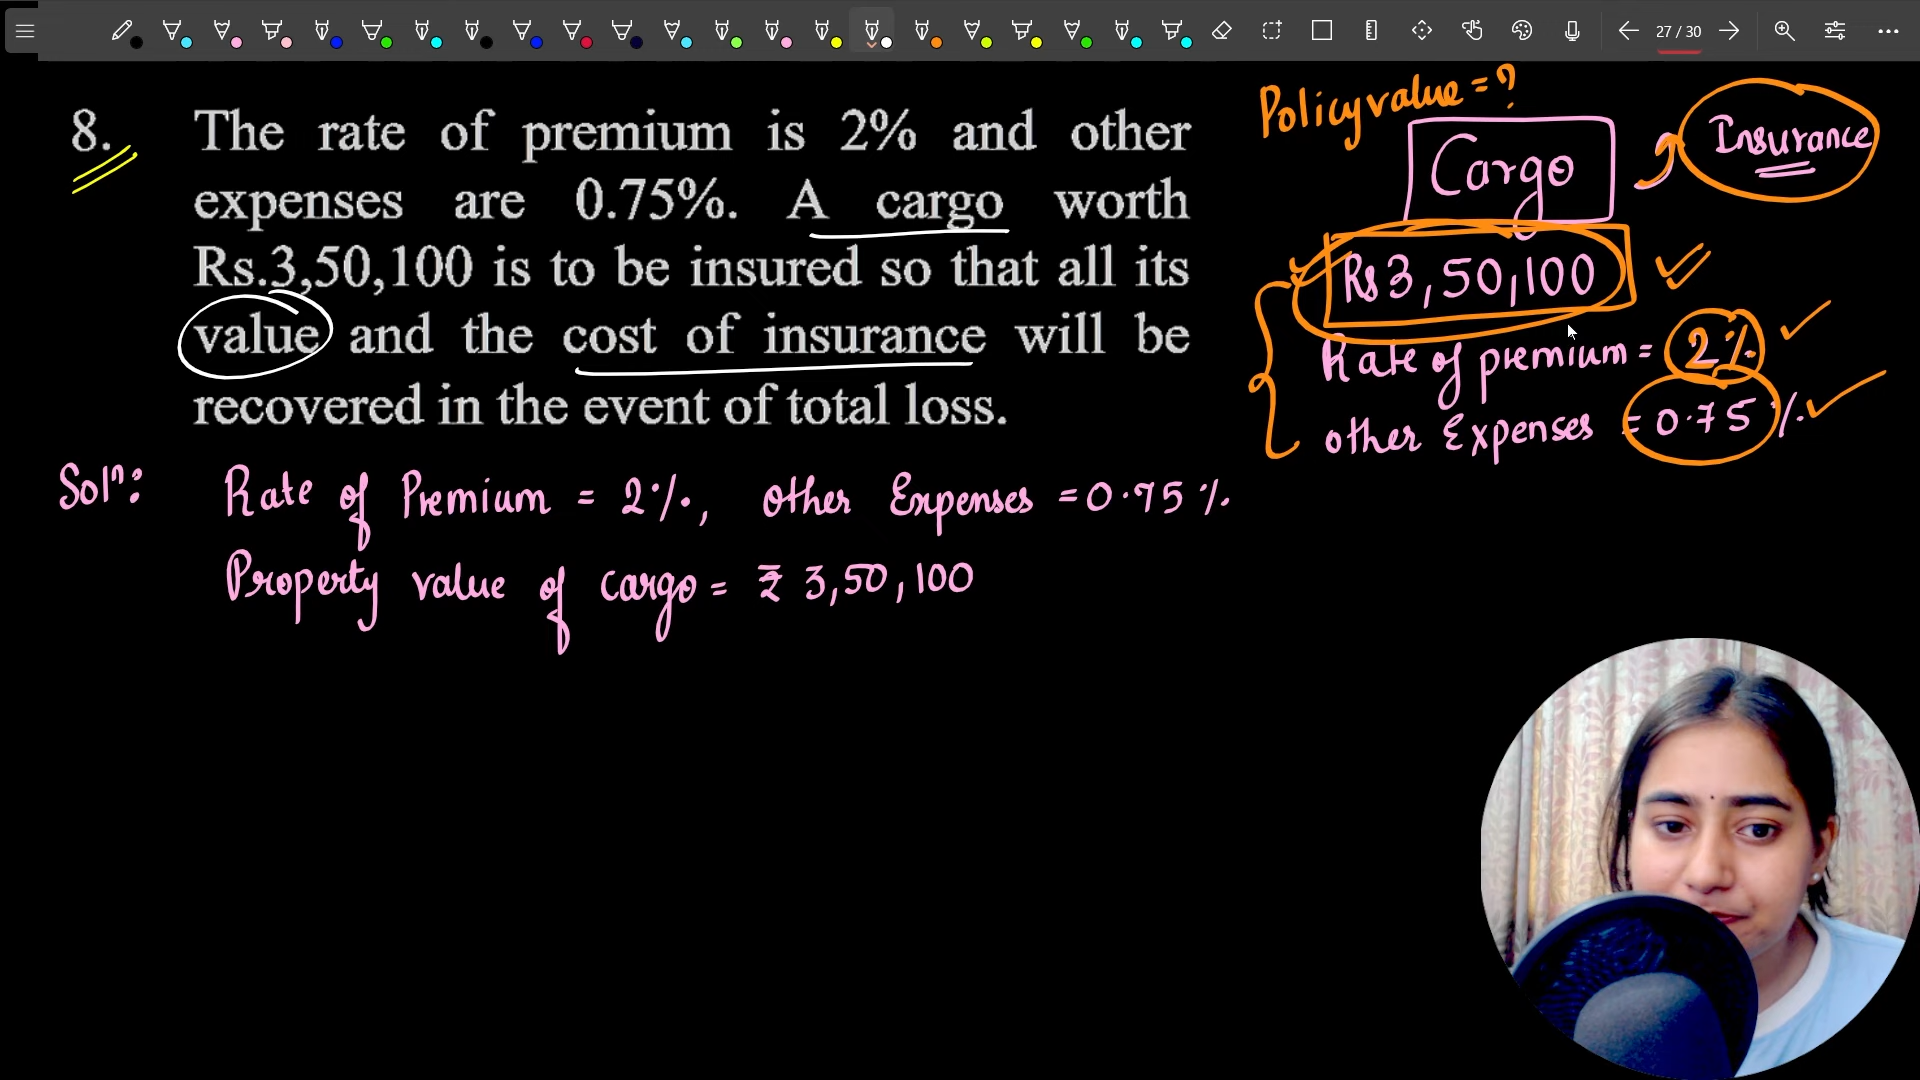 27 / 30
8. The rate of premium is 2% and other
expenses are 0.75%. A cargo worth
Rs.3,50,100 is to be insured so that all its
value and the cost of insurance will be
recovered in the event of total loss.
Policy value = ?
Cargo
Insurance
Rs 3,50,100
Rate of premium = 2%
other Expenses = 0.75 %
Solⁿ: Rate of Premium = 2%, other Expenses = 0.75 %
Property value of cargo = ₹ 3,50,100